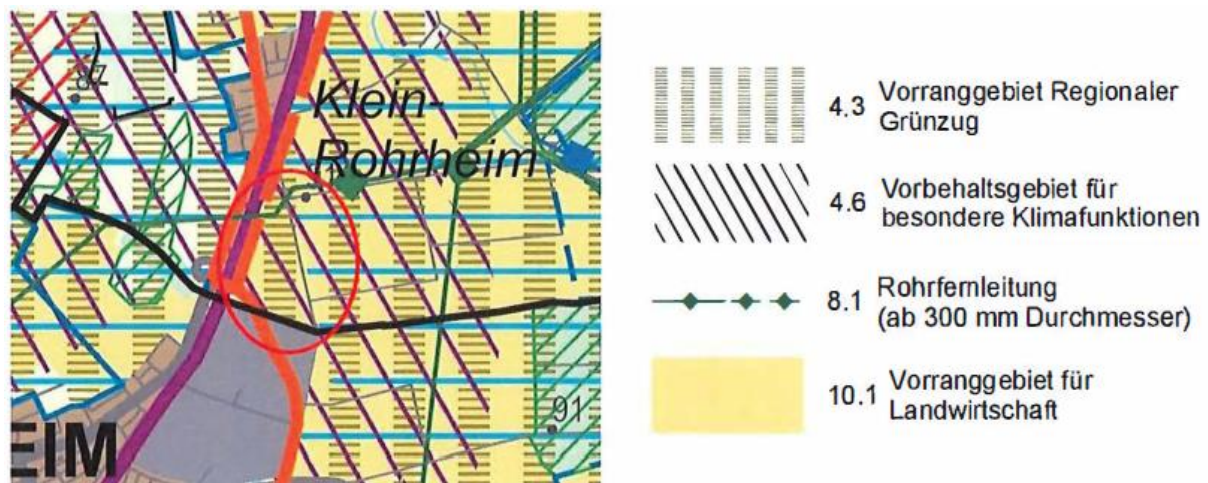 Klein-
Rohrheim
91
EIM
4.3 Vorranggebiet Regionaler
Grünzug
4.6 Vorbehaltsgebiet für
besondere Klimafunktionen
8.1 Rohrfernleitung
(ab 300 mm Durchmesser)
10.1 Vorranggebiet für
Landwirtschaft